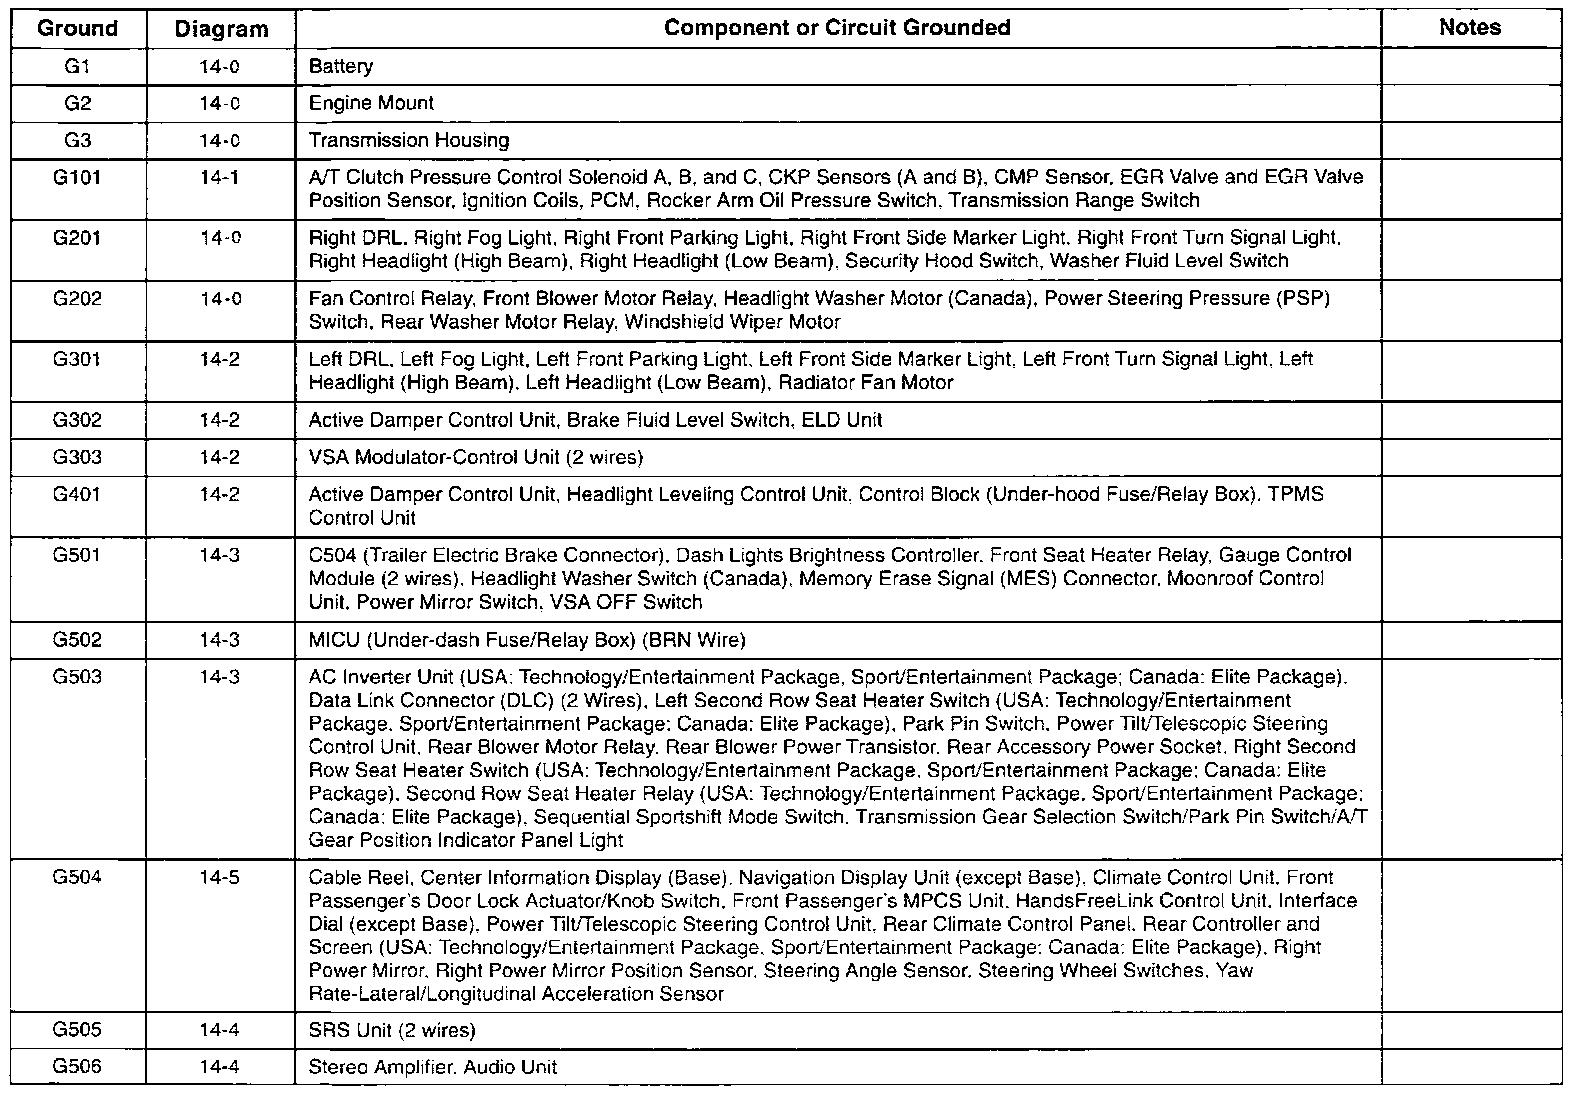 Ground Diagram Component or Circuit Grounded Notes
G1 14-0 Battery
G2 14-0 Engine Mount
G3 14-0 Transmission Housing
G101 14-1 A/T Clutch Pressure Control Solenoid A, B, and C, CKP Sensors (A and B), CMP Sensor, EGR Valve and EGR Valve
Position Sensor, Ignition Coils, PCM, Rocker Arm Oil Pressure Switch, Transmission Range Switch
G201 14-0 Right DRL, Right Fog Light, Right Front Parking Light, Right Front Side Marker Light, Right Front Turn Signal Light,
Right Headlight (High Beam), Right Headlight (Low Beam), Security Hood Switch, Washer Fluid Level Switch
G202 14-0 Fan Control Relay, Front Blower Motor Relay, Headlight Washer Motor (Canada), Power Steering Pressure (PSP)
Switch, Rear Washer Motor Relay, Windshield Wiper Motor
G301 14-2 Left DRL, Left Fog Light, Left Front Parking Light, Left Front Side Marker Light, Left Front Turn Signal Light, Left
Headlight (High Beam), Left Headlight (Low Beam), Radiator Fan Motor
G302 14-2 Active Damper Control Unit, Brake Fluid Level Switch, ELD Unit
G303 14-2 VSA Modulator-Control Unit (2 wires)
G401 14-2 Active Damper Control Unit, Headlight Leveling Control Unit, Control Block (Under-hood Fuse/Relay Box), TPMS
Control Unit
G501 14-3 C504 (Trailer Electric Brake Connector), Dash Lights Brightness Controller, Front Seat Heater Relay, Gauge Control
Module (2 wires), Headlight Washer Switch (Canada), Memory Erase Signal (MES) Connector, Moonroof Control
Unit, Power Mirror Switch, VSA OFF Switch
G502 14-3 MICU (Under-dash Fuse/Relay Box) (BRN Wire)
G503 14-3 AC Inverter Unit (USA: Technology/Entertainment Package, Sport/Entertainment Package; Canada: Elite Package),
Data Link Connector (DLC) (2 Wires), Left Second Row Seat Heater Switch (USA: Technology/Entertainment
Package, Sport/Entertainment Package; Canada: Elite Package), Park Pin Switch, Power Tilt/Telescopic Steering
Control Unit, Rear Blower Motor Relay, Rear Blower Power Transistor, Rear Accessory Power Socket, Right Second
Row Seat Heater Switch (USA: Technology/Entertainment Package, Sport/Entertainment Package; Canada: Elite
Package), Second Row Seat Heater Relay (USA: Technology/Entertainment Package, Sport/Entertainment Package;
Canada: Elite Package), Sequential Sportshift Mode Switch, Transmission Gear Selection Switch/Park Pin Switch/A/T
Gear Position Indicator Panel Light
G504 14-5 Cable Reel, Center Information Display (Base), Navigation Display Unit (except Base), Climate Control Unit, Front
Passenger's Door Lock Actuator/Knob Switch, Front Passenger's MPCS Unit, HandsFreeLink Control Unit, Interface
Dial (except Base), Power Tilt/Telescopic Steering Control Unit, Rear Climate Control Panel, Rear Controller and
Screen (USA: Technology/Entertainment Package, Sport/Entertainment Package; Canada: Elite Package), Right
Power Mirror, Right Power Mirror Position Sensor, Steering Angle Sensor, Steering Wheel Switches, Yaw
Rate-Lateral/Longitudinal Acceleration Sensor
G505 14-4 SRS Unit (2 wires)
G506 14-4 Stereo Amplifier, Audio Unit